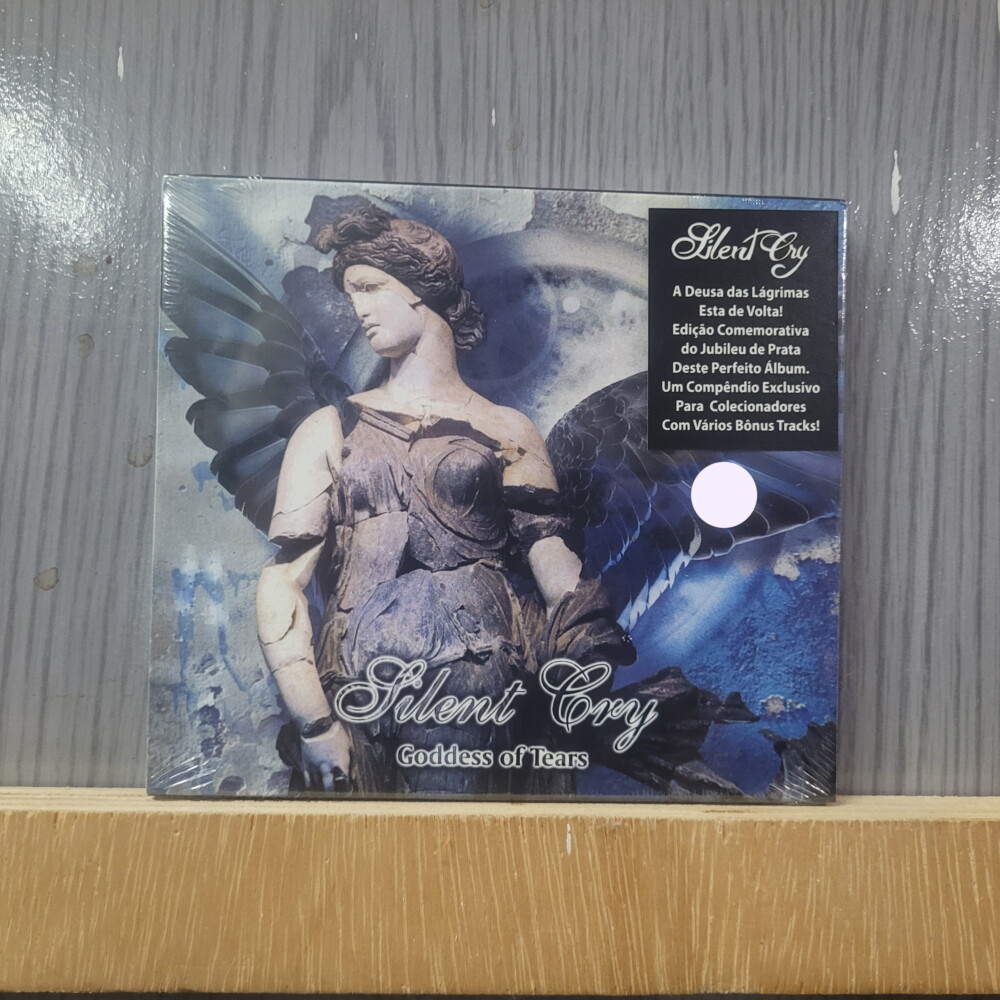 Silent Cry
A Deusa das Lágrimas
Esta de Volta!
Edição Comemorativa
do Jubileu de Prata
Deste Perfeito Álbum.
Um Compêndio Exclusivo
Para Colecionadores
Com Vários Bônus Tracks!
Silent Cry
Goddess of Tears